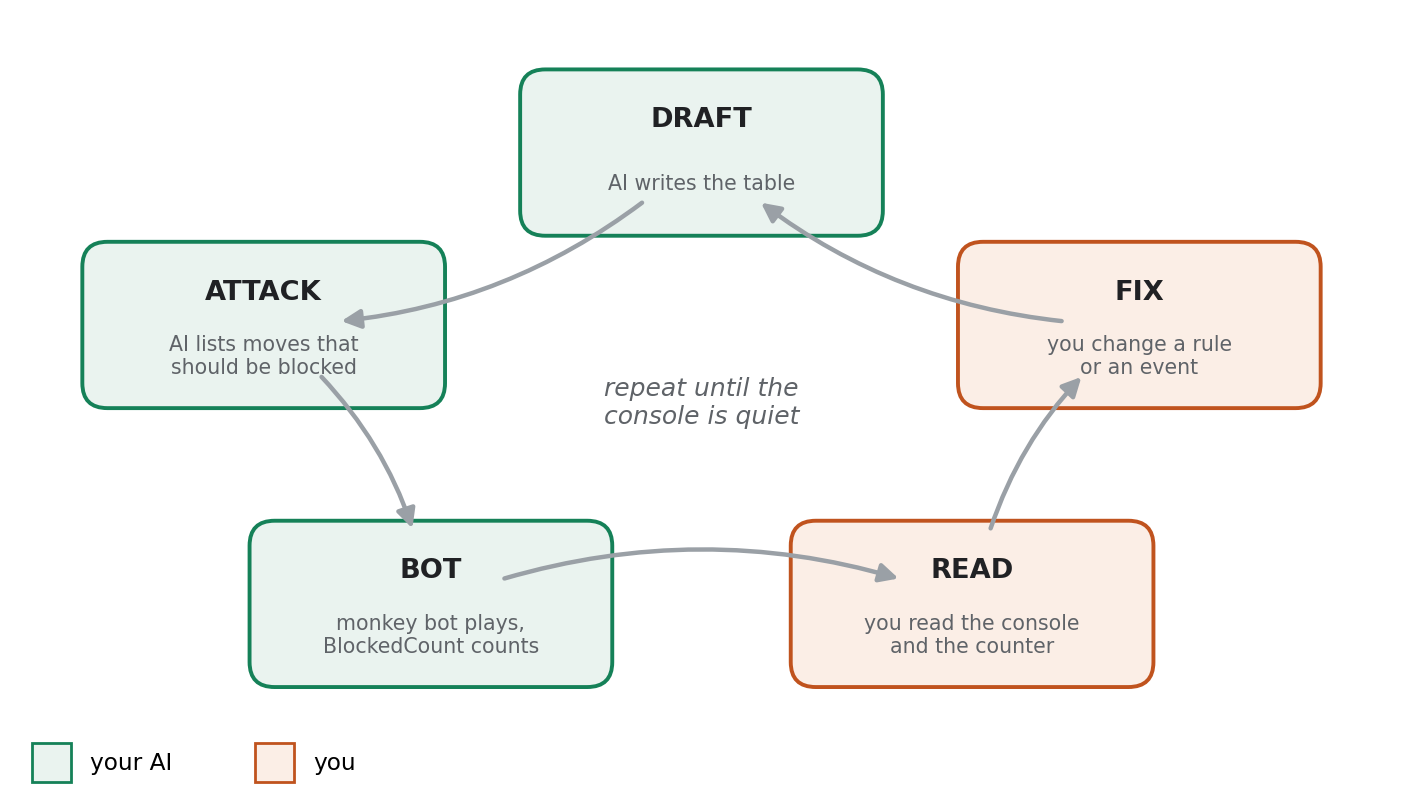 DRAFT
AI writes the table
ATTACK
AI lists moves that
should be blocked
FIX
you change a rule
or an event
repeat until the
console is quiet
BOT
monkey bot plays,
BlockedCount counts
READ
you read the console
and the counter
your AI
you